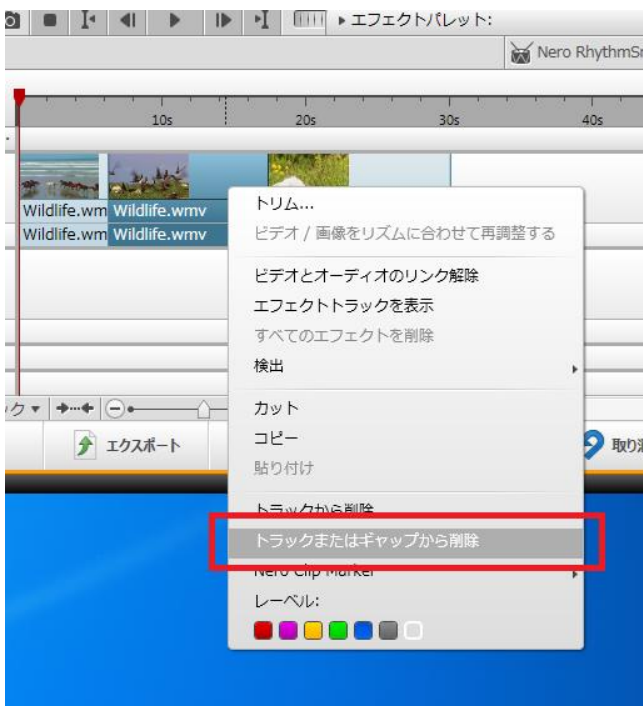 エフェクトパレット:
Nero RhythmSn
10s 20s 30s 40s
Wildlife.wm Wildlife.wmv
Wildlife.wm Wildlife.wmv
トリム...
ビデオ / 画像をリズムに合わせて再調整する
ビデオとオーディオのリンク解除
エフェクトトラックを表示
すべてのエフェクトを削除
検出
カット
コピー
貼り付け
トラックから削除
トラックまたはギャップから削除
Nero Clip Marker
レーベル:
ック
エクスポート
取り